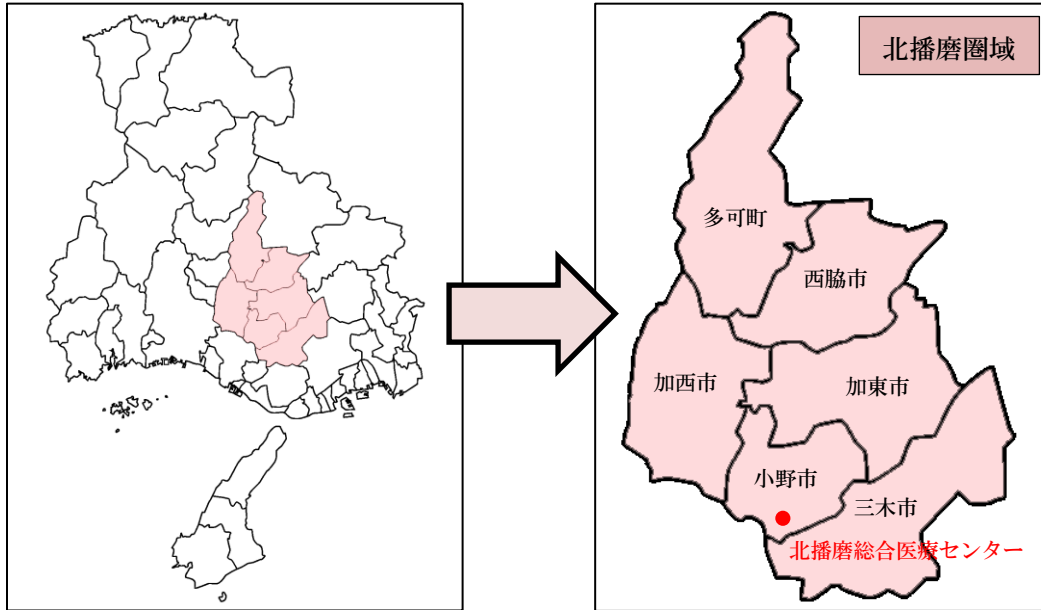 北播磨圏域
多可町
西脇市
加西市
加東市
小野市
三木市
北播磨総合医療センター